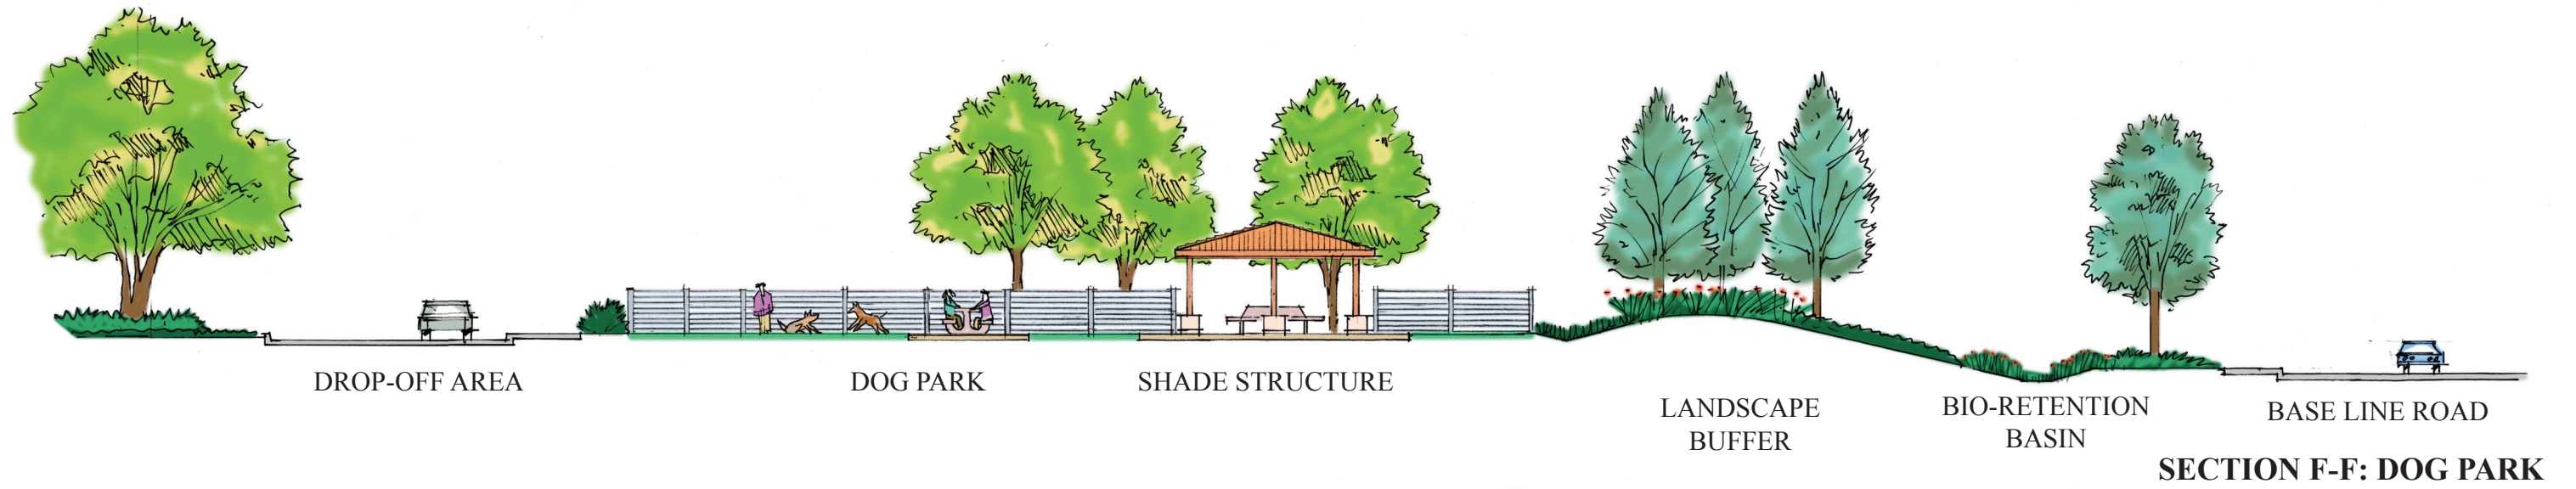 DROP-OFF AREA
DOG PARK
SHADE STRUCTURE
LANDSCAPE
BUFFER
BIO-RETENTION
BASIN
BASE LINE ROAD
SECTION F-F: DOG PARK